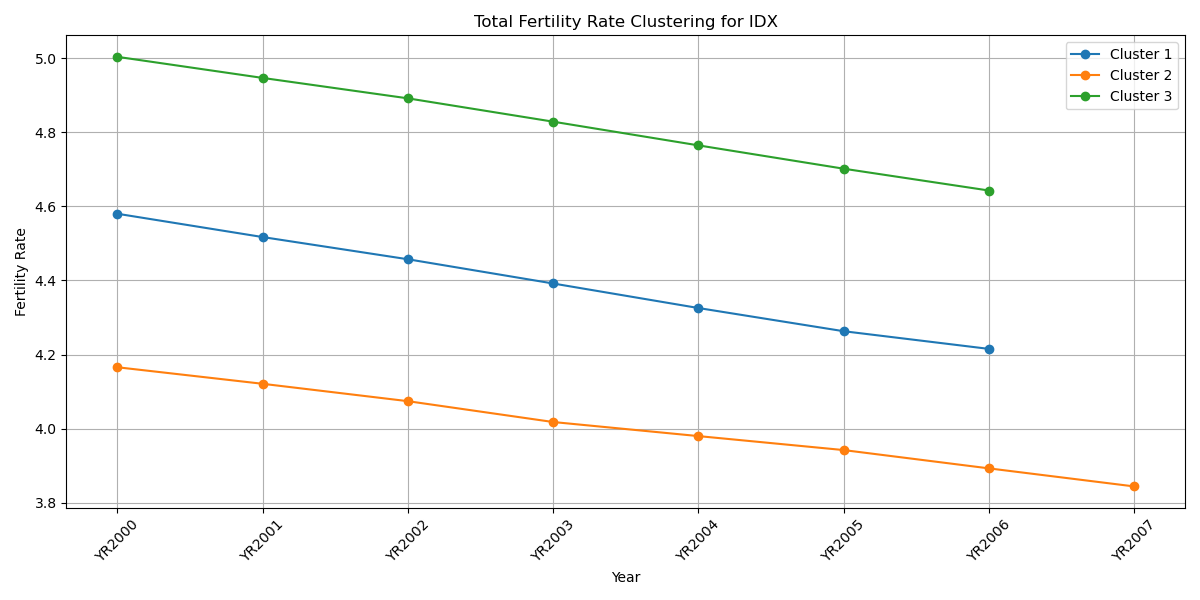 Total Fertility Rate Clustering for IDX
Cluster 1
Cluster 2
Cluster 3
Fertility Rate
5.0
4.8
4.6
4.4
4.2
4.0
3.8
YR2000
YR2001
YR2002
YR2003
YR2004
YR2005
YR2006
YR2007
Year